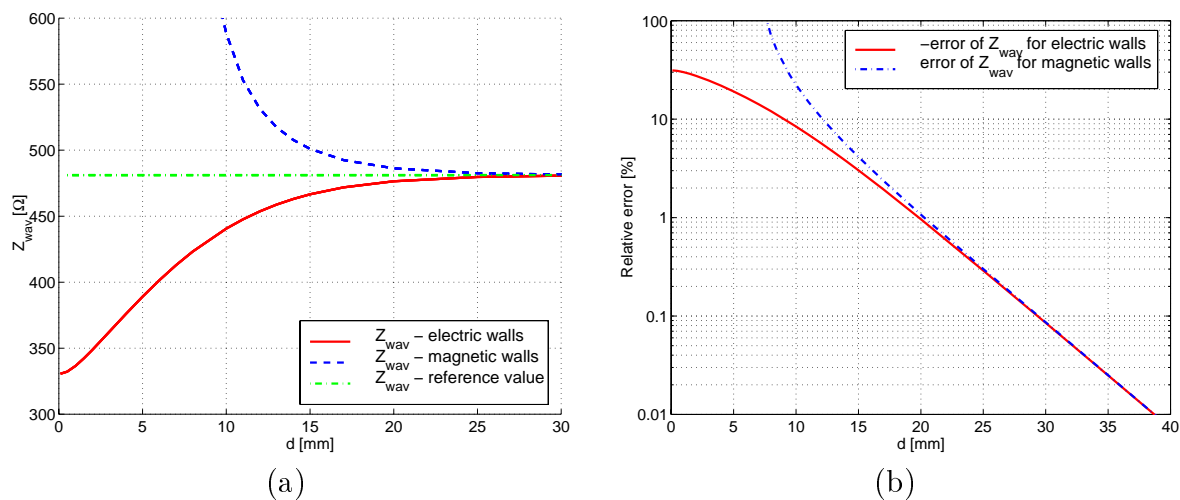 600
550
500
450
400
350
300
Z_wav [Ω]
0 5 10 15 20 25 30
d [mm]
Z_wav – electric walls
Z_wav – magnetic walls
Z_wav – reference value
(a)
100
10
1
0.1
0.01
Relative error [%]
0 5 10 15 20 25 30 35 40
d [mm]
–error of Z_wav for electric walls
error of Z_wav for magnetic walls
(b)